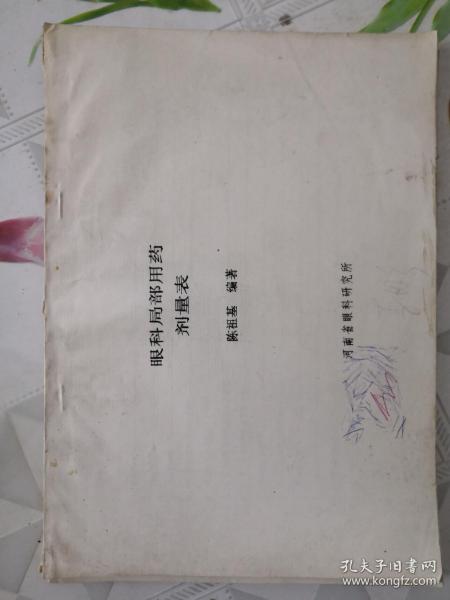 眼科局部用药
剂量表
陈祖基 编著
河南省眼科研究所
孔夫子旧书网
www.kongfz.com